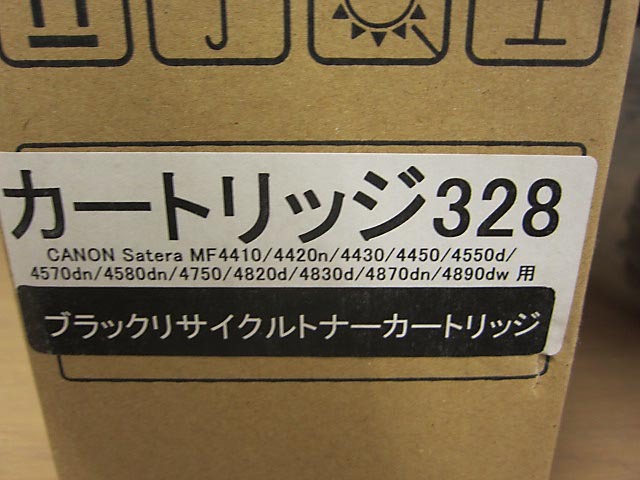 カートリッジ328
CANON Satera MF4410/4420n/4430/4450/4550d/
4570dn/4580dn/4750/4820d/4830d/4870dn/4890dw 用
ブラックリサイクルトナーカートリッジ